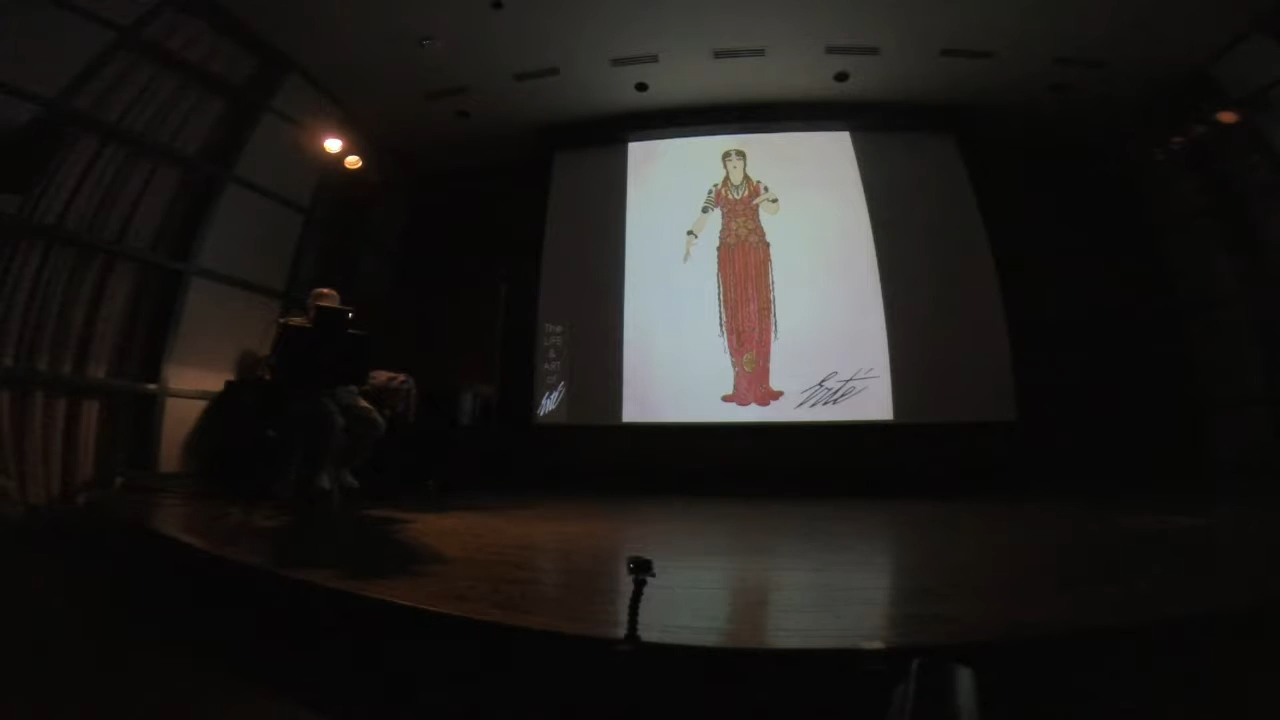 The
LIFE
&
ART
of
Erté
Erté